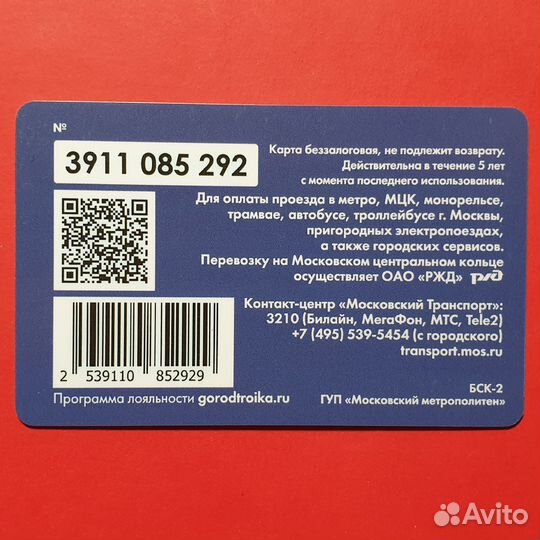 №
3911 085 292
Карта беззалоговая, не подлежит возврату.
Действительна в течение 5 лет
с момента последнего использования.
Для оплаты проезда в метро, МЦК, монорельсе,
трамвае, автобусе, троллейбусе г. Москвы,
пригородных электропоездах,
а также городских сервисов.
Перевозку на Московском центральном кольце
осуществляет ОАО «РЖД» РЖД
Контакт-центр «Московский Транспорт»:
3210 (Билайн, МегаФон, МТС, Tele2)
+7 (495) 539-5454 (с городского)
transport.mos.ru
2 539110 852929
Программа лояльности gorodtroika.ru
БСК-2
ГУП «Московский метрополитен»
Avito